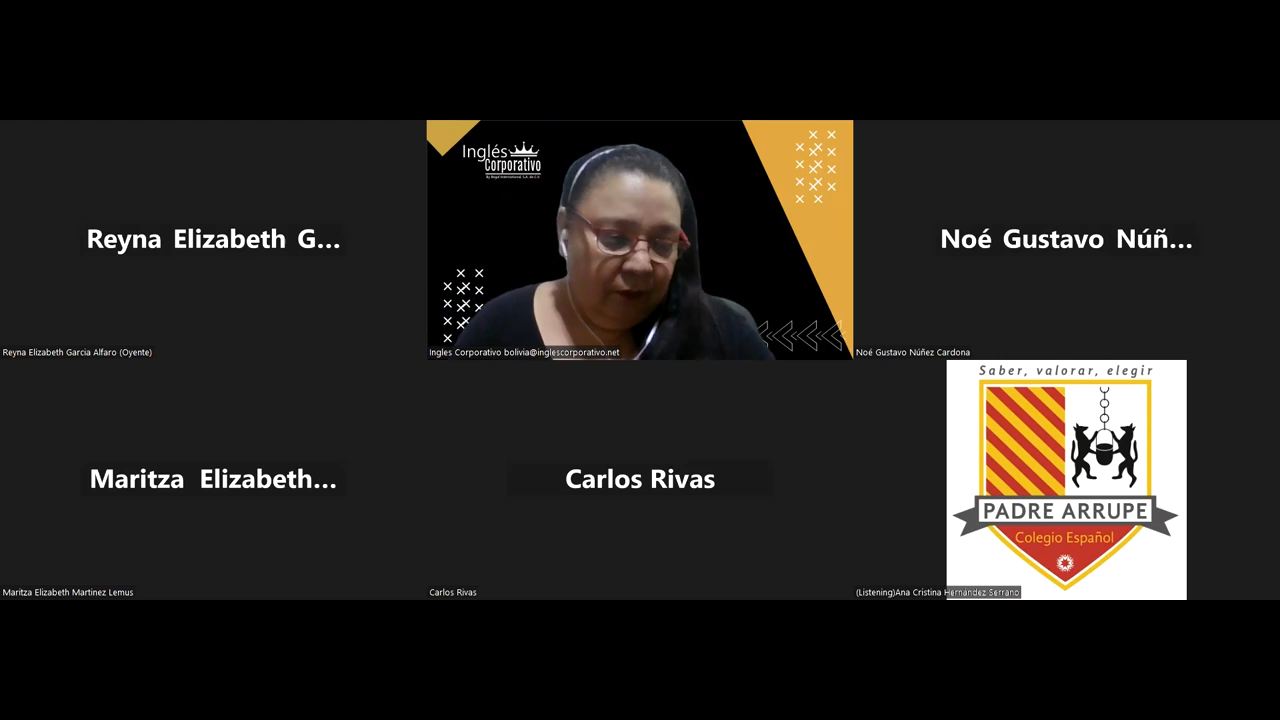 Reyna Elizabeth G...
Reyna Elizabeth Garcia Alfaro (Oyente)
Inglés
Corporativo
Ingles Corporativo bolivia@inglescorporativo.net
Noé Gustavo Núñ...
Noé Gustavo Núñez Cardona
Maritza Elizabeth...
Maritza Elizabeth Martinez Lemus
Carlos Rivas
Carlos Rivas
Saber, valorar, elegir
PADRE ARRUPE
Colegio Español
(Listening)Ana Cristina Hernández Serrano